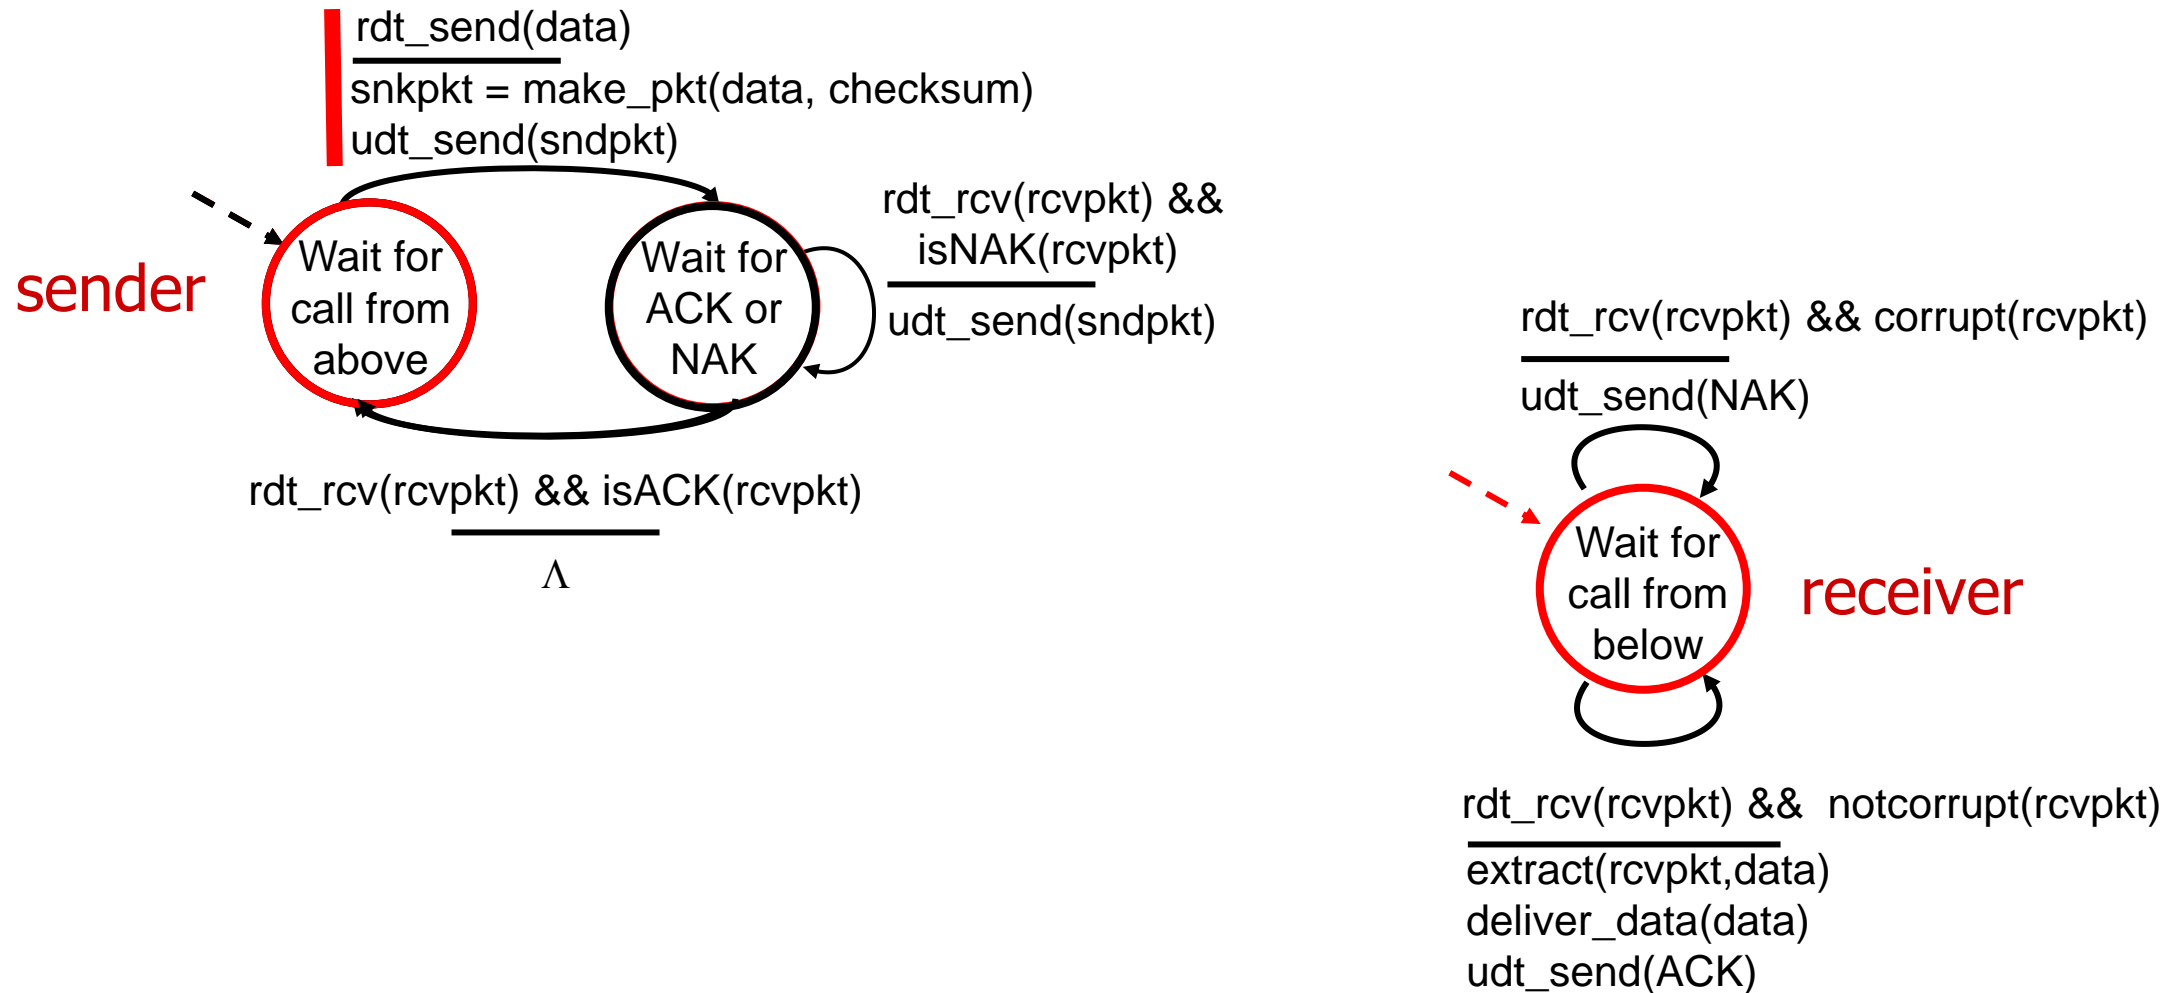 rdt_send(data)
snkpkt = make_pkt(data, checksum)
udt_send(sndpkt)
sender
Wait for
call from
above
Wait for
ACK or
NAK
rdt_rcv(rcvpkt) &&
isNAK(rcvpkt)
udt_send(sndpkt)
rdt_rcv(rcvpkt) && isACK(rcvpkt)
Λ
rdt_rcv(rcvpkt) && corrupt(rcvpkt)
udt_send(NAK)
Wait for
call from
below
receiver
rdt_rcv(rcvpkt) && notcorrupt(rcvpkt)
extract(rcvpkt,data)
deliver_data(data)
udt_send(ACK)